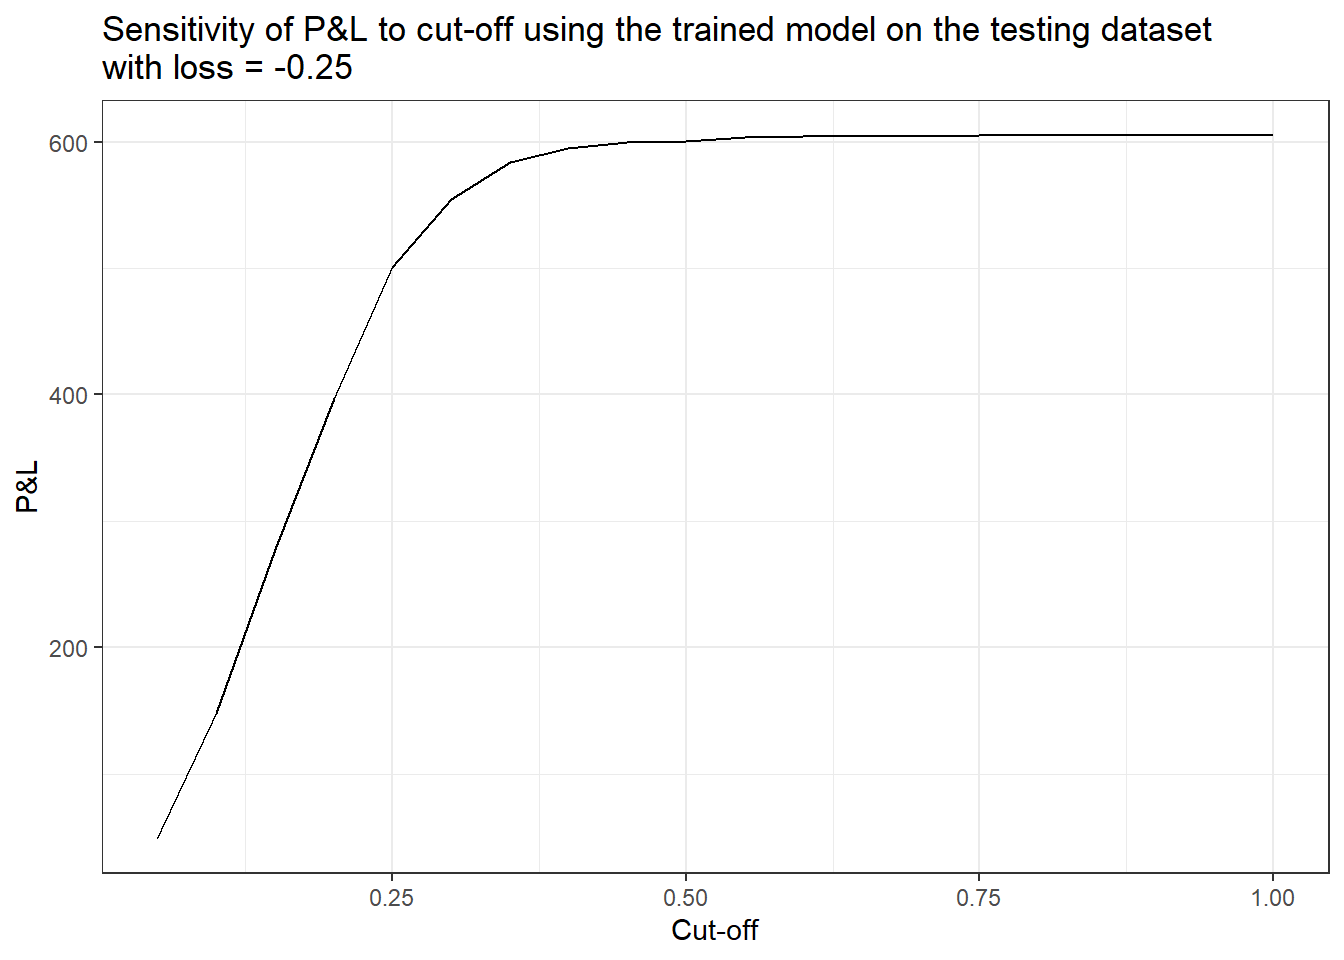 Sensitivity of P&L to cut-off using the trained model on the testing dataset
with loss = -0.25
600
400
200
P&L
0.25
0.50
0.75
1.00
Cut-off